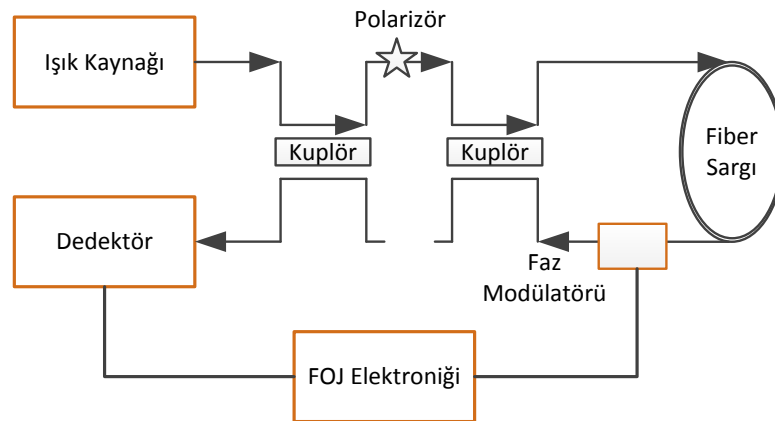 Polarizör
Işık Kaynağı
Kuplör
Kuplör
Fiber
Sargı
Dedektör
Faz
Modülatörü
FOJ Elektroniği